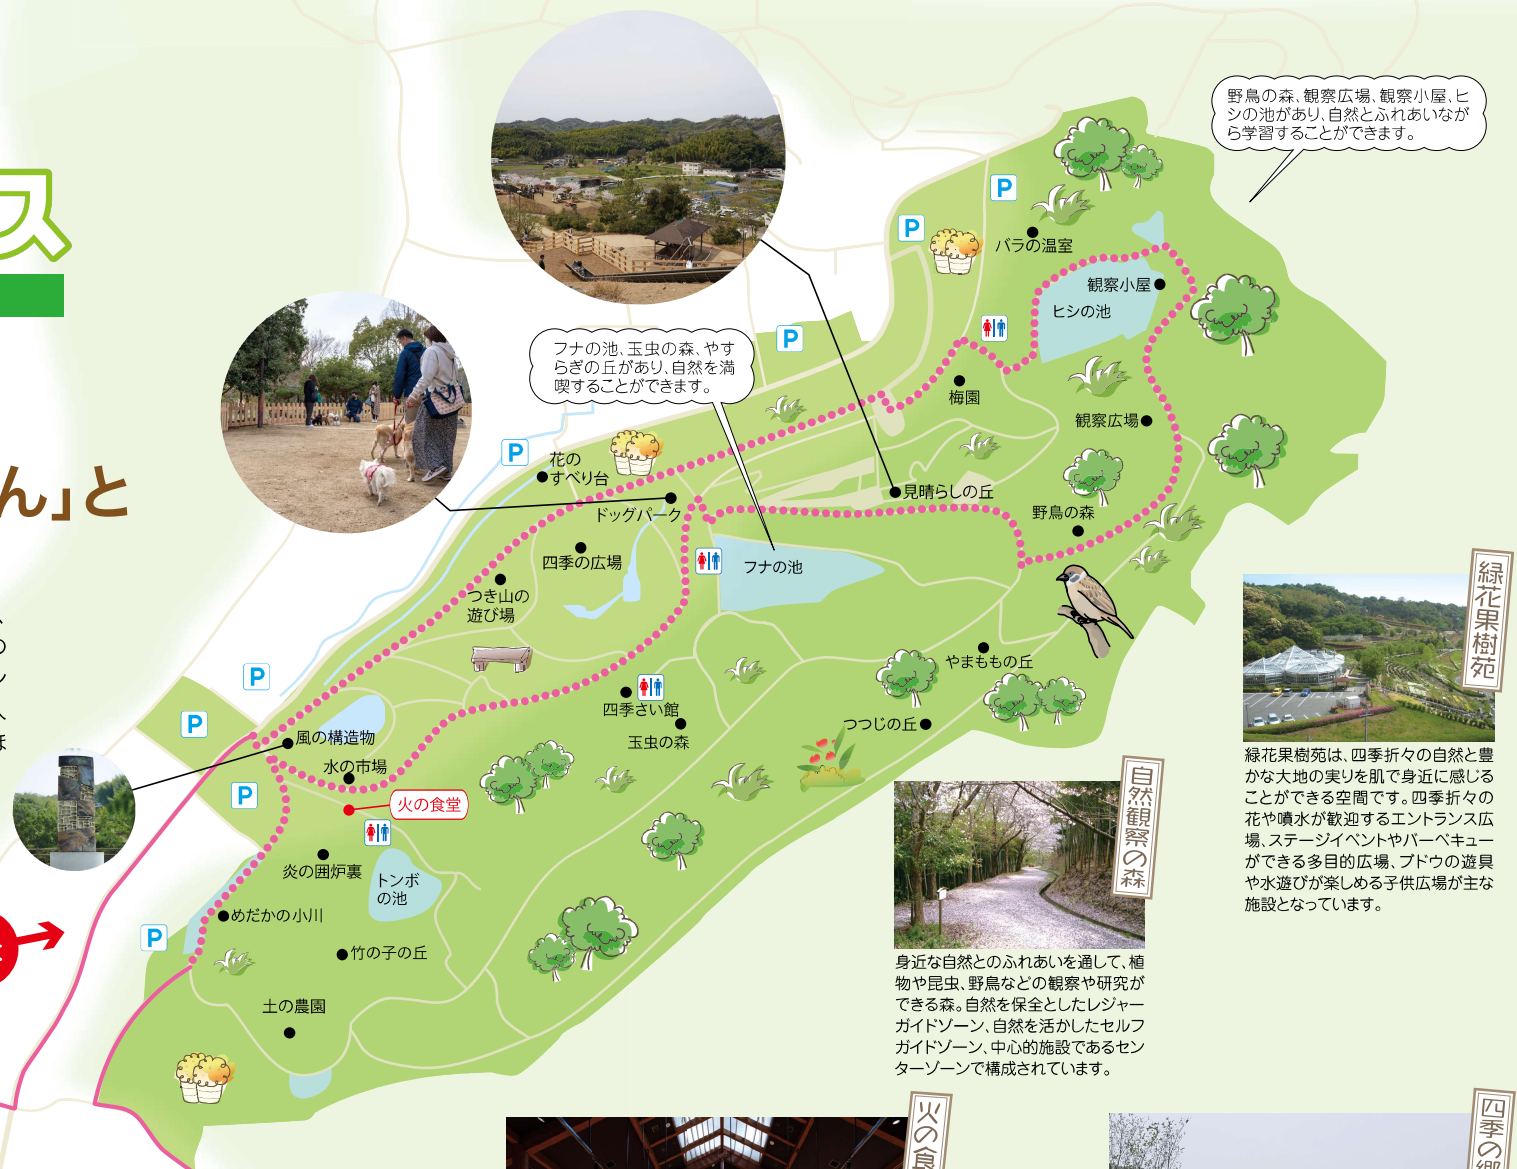 ス
ん」と
野鳥の森、観察広場、観察小屋、ヒ
シの池があり、自然とふれあいなが
ら学習することができます。
P
P
バラの温室
観察小屋
ヒシの池
P
フナの池、玉虫の森、やす
らぎの丘があり、自然を満
喫することができます。
梅園
観察広場
P
花の
すべり台
ドッグパーク
見晴らしの丘
野鳥の森
四季の広場
フナの池
つき山の
遊び場
やまももの丘
P
四季さい館
つつじの丘
P
玉虫の森
風の構造物
水の市場
P
火の食堂
炎の囲炉裏
トンボ
の池
めだかの小川
P
竹の子の丘
土の農園
、
の
ン
へ
ほ
緑花果樹苑
緑花果樹苑は、四季折々の自然と豊
かな大地の実りを肌で身近に感じる
ことができる空間です。四季折々の
花や噴水が歓迎するエントランス広
場、ステージイベントやバーベキュー
ができる多目的広場、ブドウの遊具
や水遊びが楽しめる子供広場が主な
施設となっています。
自然観察の森
身近な自然とのふれあいを通して、植
物や昆虫、野鳥などの観察や研究が
できる森。自然を保全としたレジャー
ガイドゾーン、自然を活かしたセルフ
ガイドゾーン、中心的施設であるセン
ターゾーンで構成されています。
火の食
四季の郷